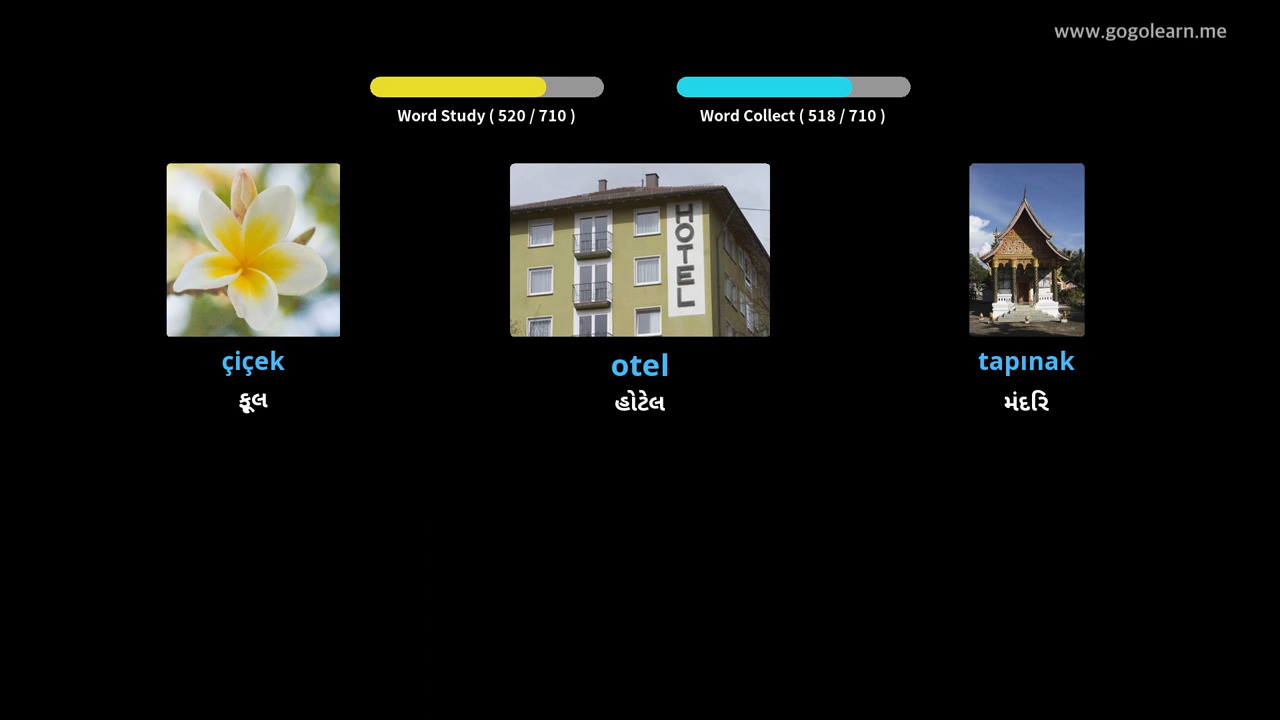 www.gogolearn.me
Word Study ( 520 / 710 )
Word Collect ( 518 / 710 )
HOTEL
çiçek
otel
tapınak
ફૂલ
હોટેલ
મંદિર